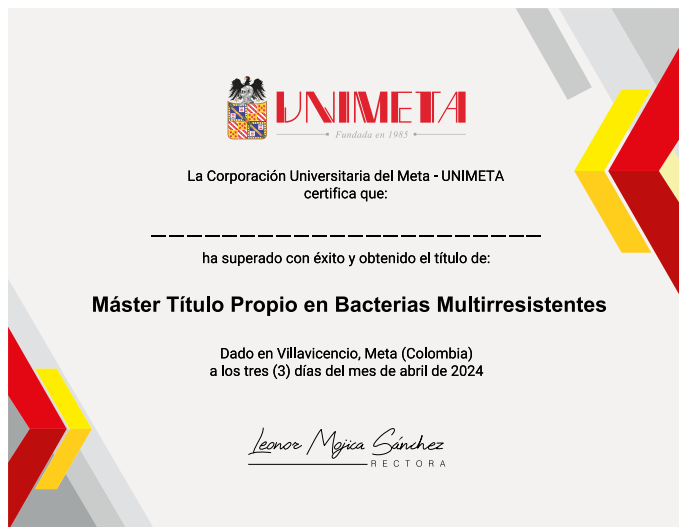 UNIMETA
Fundada en 1985
La Corporación Universitaria del Meta - UNIMETA
certifica que:
ha superado con éxito y obtenido el título de:
Máster Título Propio en Bacterias Multirresistentes
Dado en Villavicencio, Meta (Colombia)
a los tres (3) días del mes de abril de 2024
Leonor Mojica Sánchez
RECTORA